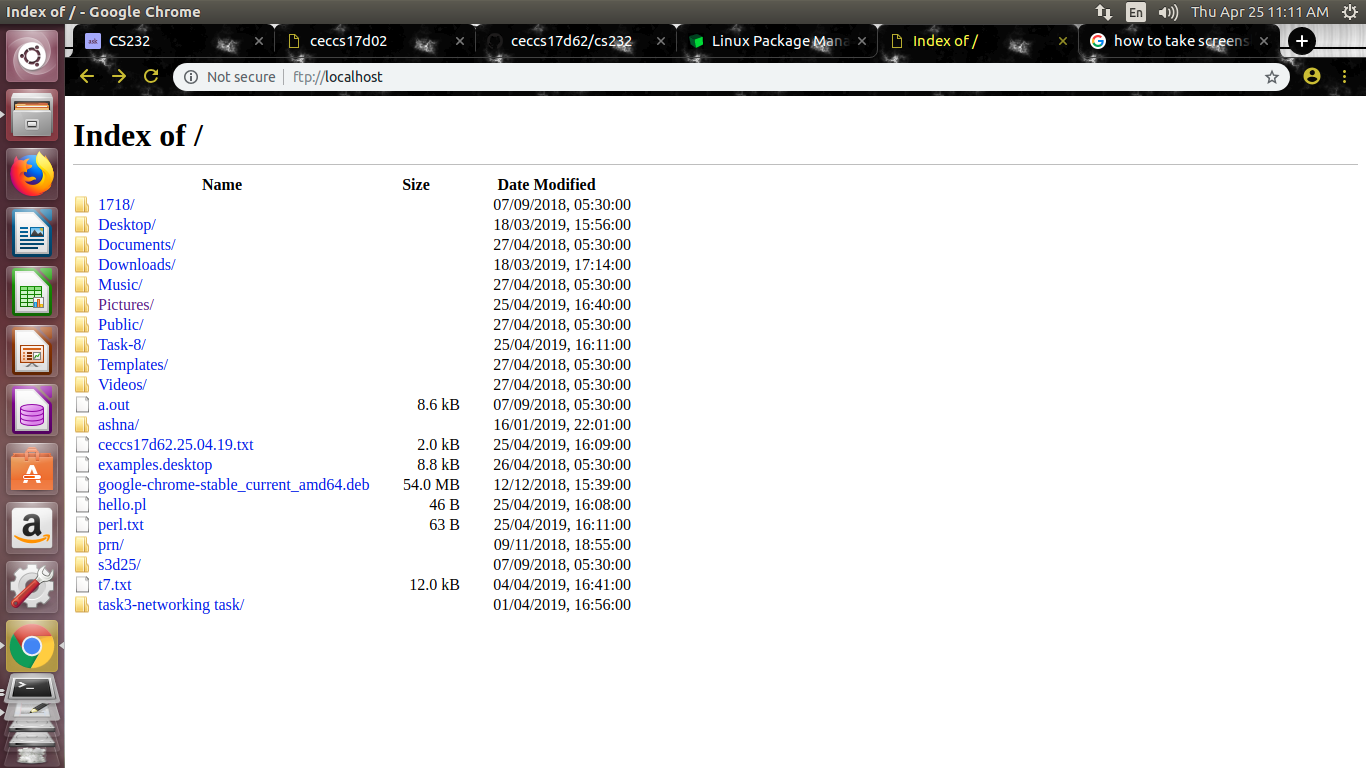 Index of / - Google Chrome
En
Thu Apr 25 11:11 AM
CS232
ceccs17d02
ceccs17d62/cs232
Linux Package Mana
Index of /
how to take screens
Not secure ftp://localhost
Index of /
Name Size Date Modified
1718/ 07/09/2018, 05:30:00
Desktop/ 18/03/2019, 15:56:00
Documents/ 27/04/2018, 05:30:00
Downloads/ 18/03/2019, 17:14:00
Music/ 27/04/2018, 05:30:00
Pictures/ 25/04/2019, 16:40:00
Public/ 27/04/2018, 05:30:00
Task-8/ 25/04/2019, 16:11:00
Templates/ 27/04/2018, 05:30:00
Videos/ 27/04/2018, 05:30:00
a.out 8.6 kB 07/09/2018, 05:30:00
ashna/ 16/01/2019, 22:01:00
ceccs17d62.25.04.19.txt 2.0 kB 25/04/2019, 16:09:00
examples.desktop 8.8 kB 26/04/2018, 05:30:00
google-chrome-stable_current_amd64.deb 54.0 MB 12/12/2018, 15:39:00
hello.pl 46 B 25/04/2019, 16:08:00
perl.txt 63 B 25/04/2019, 16:11:00
prn/ 09/11/2018, 18:55:00
s3d25/ 07/09/2018, 05:30:00
t7.txt 12.0 kB 04/04/2019, 16:41:00
task3-networking task/ 01/04/2019, 16:56:00